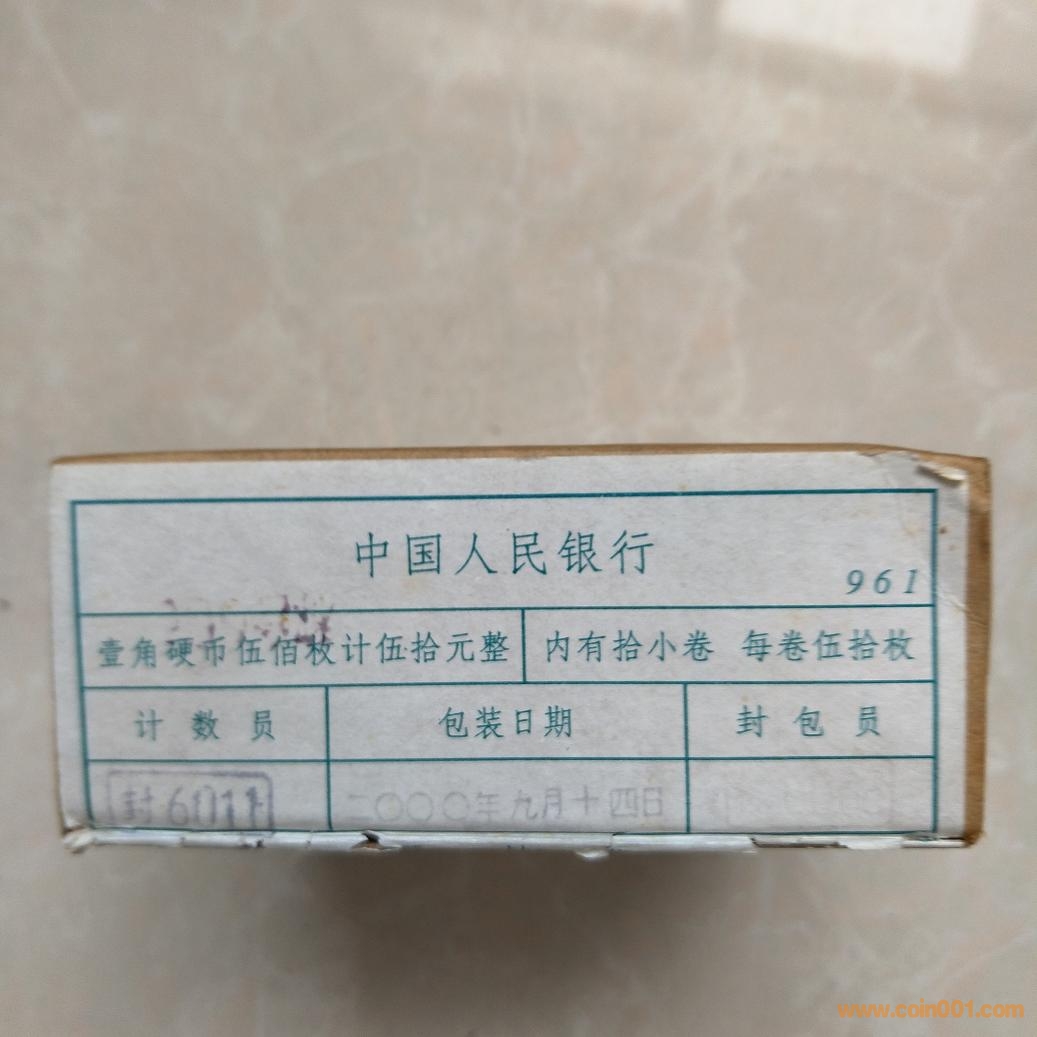 中国人民银行
961
壹角硬币伍佰枚计伍拾元整 内有拾小卷 每卷伍拾枚
计数员 包装日期 封包员
封6011 二〇〇〇年九月十四日
www.coin001.com